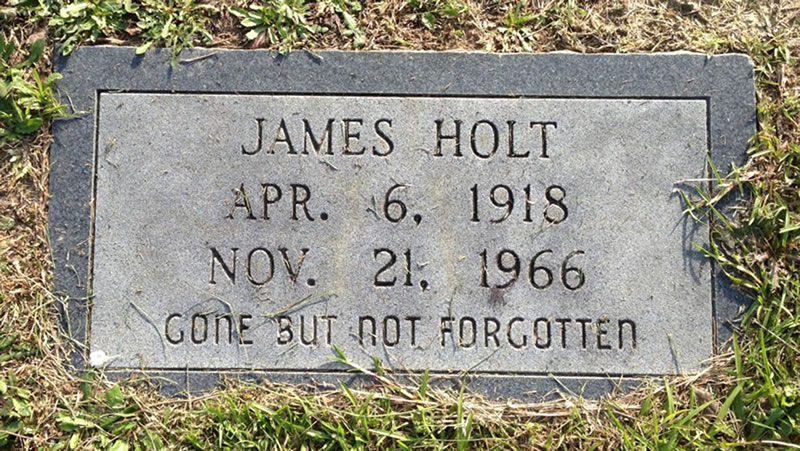 JAMES HOLT
APR. 6, 1918
NOV. 21, 1966
GONE BUT NOT FORGOTTEN